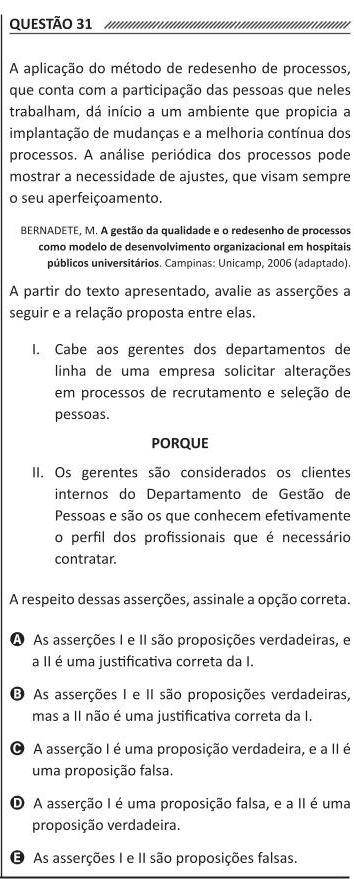 QUESTÃO 31
A aplicação do método de redesenho de processos,
que conta com a participação das pessoas que neles
trabalham, dá início a um ambiente que propicia a
implantação de mudanças e a melhoria contínua dos
processos. A análise periódica dos processos pode
mostrar a necessidade de ajustes, que visam sempre
o seu aperfeiçoamento.
BERNADETE, M. A gestão da qualidade e o redesenho de processos
como modelo de desenvolvimento organizacional em hospitais
públicos universitários. Campinas: Unicamp, 2006 (adaptado).
A partir do texto apresentado, avalie as asserções a
seguir e a relação proposta entre elas.
I. Cabe aos gerentes dos departamentos de
linha de uma empresa solicitar alterações
em processos de recrutamento e seleção de
pessoas.
PORQUE
II. Os gerentes são considerados os clientes
internos do Departamento de Gestão de
Pessoas e são os que conhecem efetivamente
o perfil dos profissionais que é necessário
contratar.
A respeito dessas asserções, assinale a opção correta.
A As asserções I e II são proposições verdadeiras, e
a II é uma justificativa correta da I.
B As asserções I e II são proposições verdadeiras,
mas a II não é uma justificativa correta da I.
C A asserção I é uma proposição verdadeira, e a II é
uma proposição falsa.
D A asserção I é uma proposição falsa, e a II é uma
proposição verdadeira.
E As asserções I e II são proposições falsas.